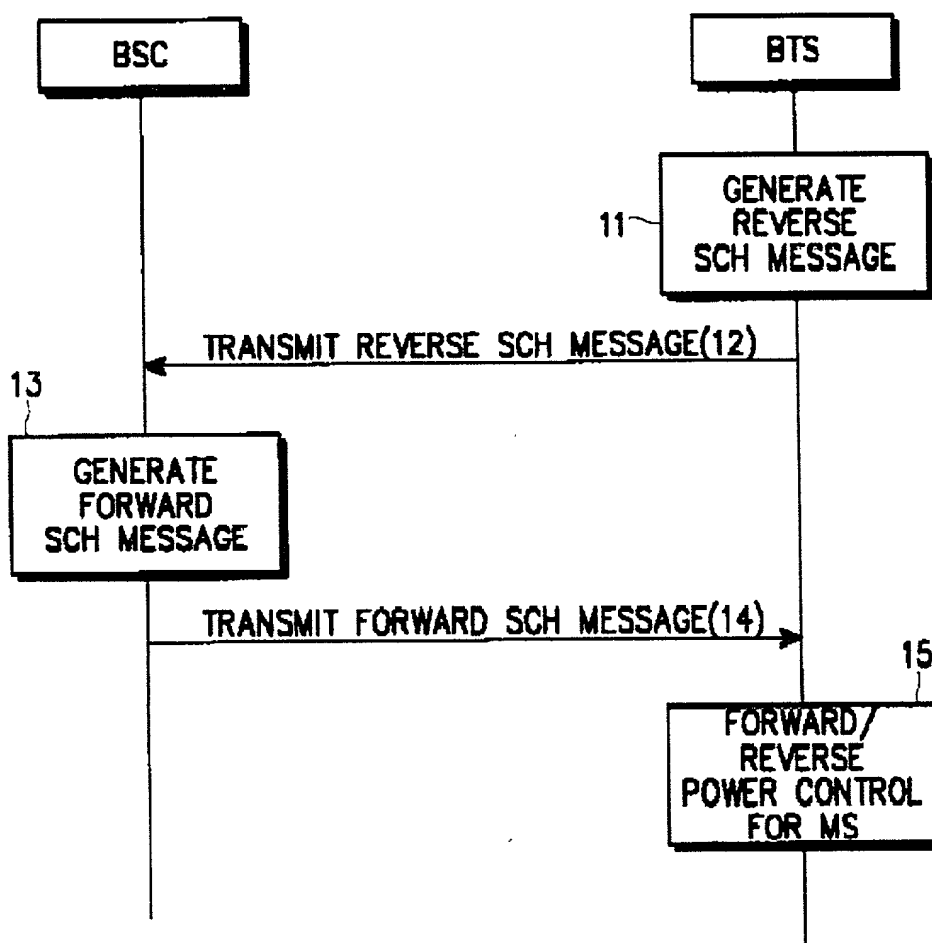 BSC
BTS
11
GENERATE
REVERSE
SCH MESSAGE
TRANSMIT REVERSE SCH MESSAGE(12)
13
GENERATE
FORWARD
SCH MESSAGE
TRANSMIT FORWARD SCH MESSAGE(14)
15
FORWARD/
REVERSE
POWER CONTROL
FOR MS